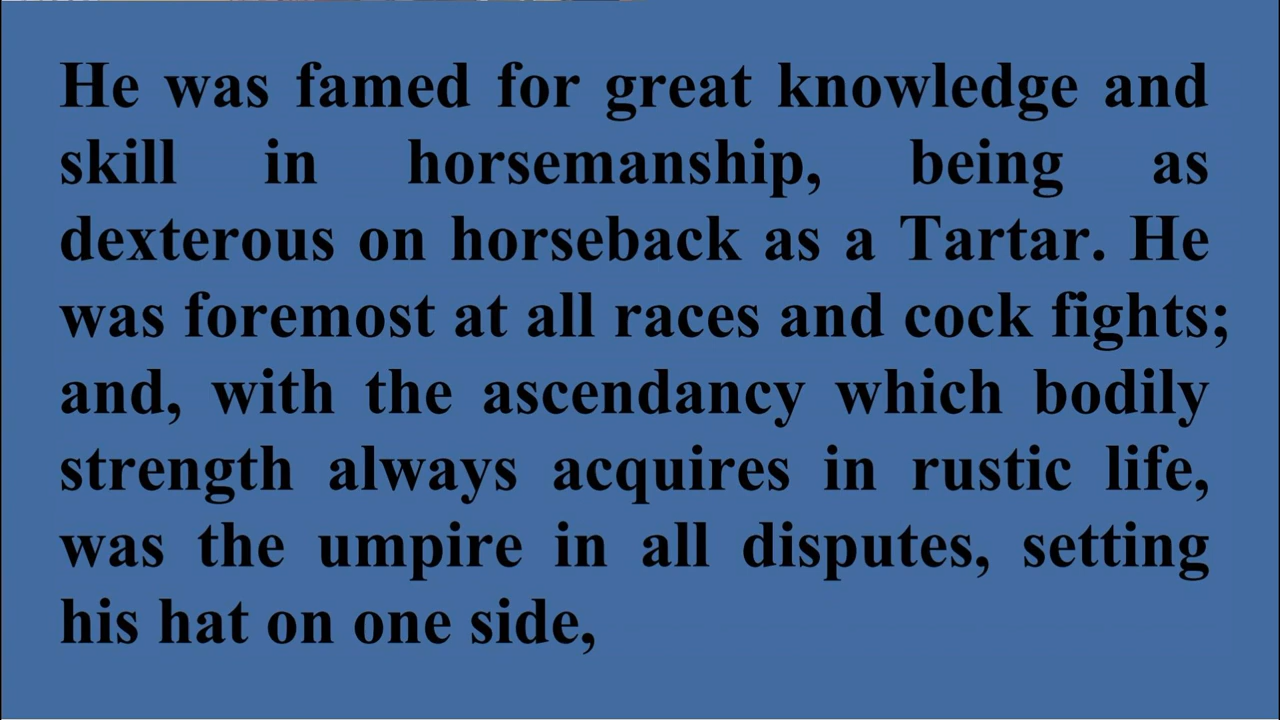 He was famed for great knowledge and
skill in horsemanship, being as
dexterous on horseback as a Tartar. He
was foremost at all races and cock fights;
and, with the ascendancy which bodily
strength always acquires in rustic life,
was the umpire in all disputes, setting
his hat on one side,